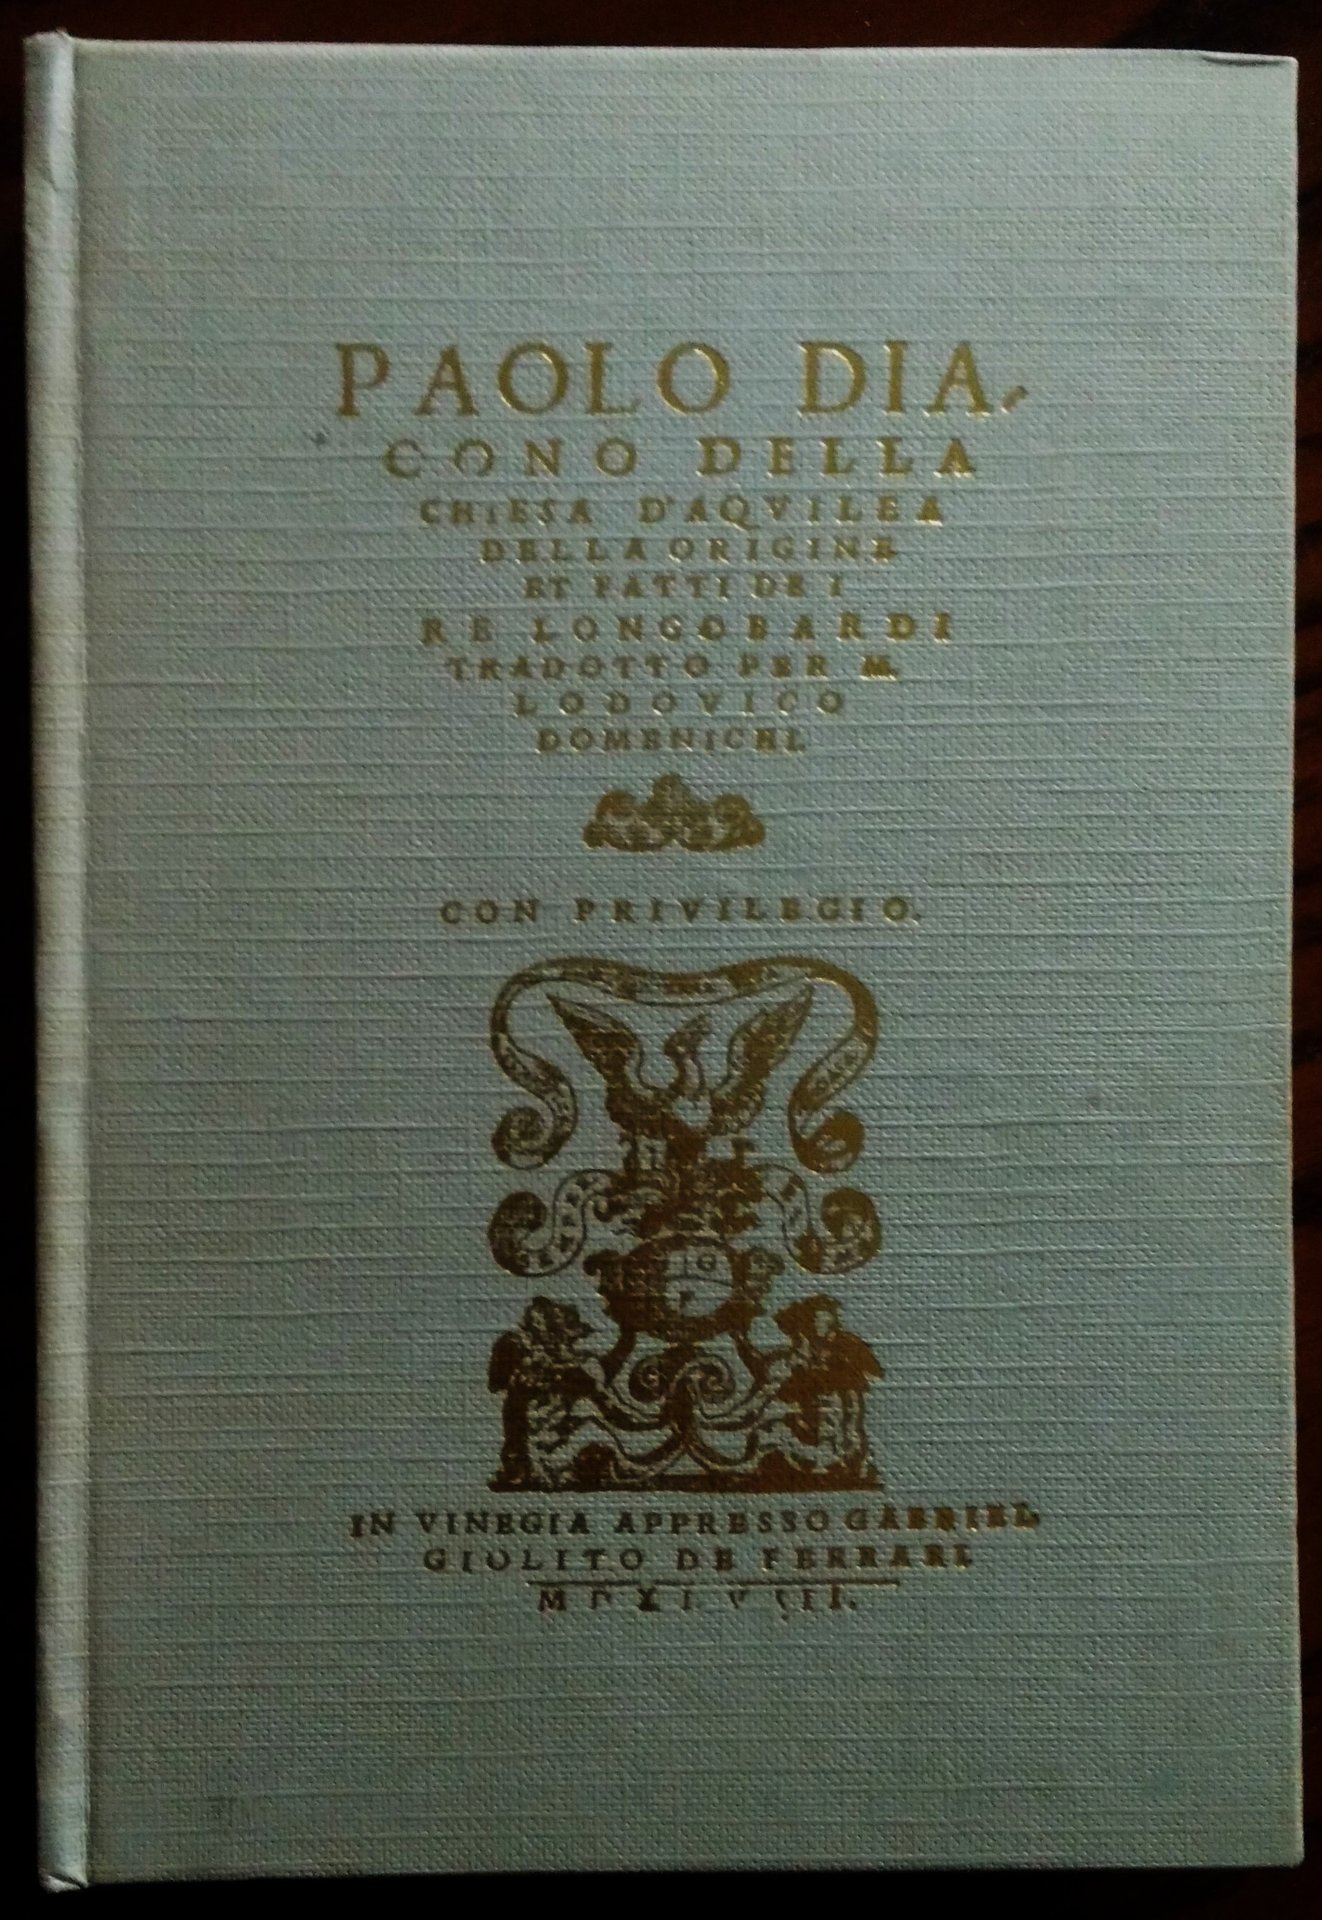 PAOLO DIA,
CONO DELLA
CHIESA D'AQVILEA
DELLA ORIGINE
ET FATTI DE I
RE LONGOBARDI
TRADOTTO PER M.
LODOVICO
DOMENICHI.
CON PRIVILEGIO.
SEMPER
G F
IN VINEGIA APPRESSO GABRIEL
GIOLITO DE FERRARI.
MDXLVIII.